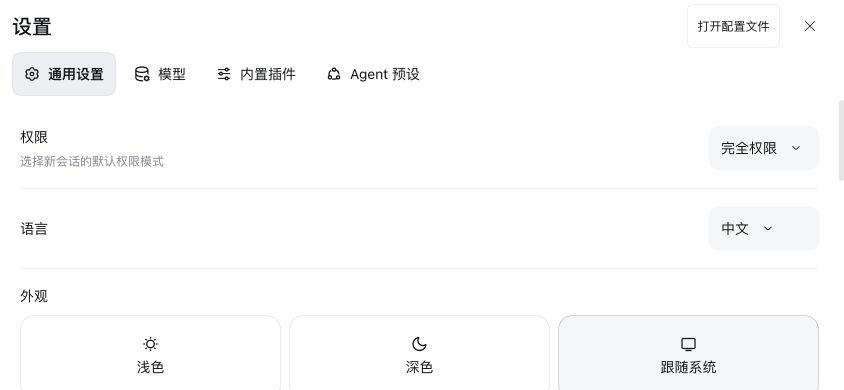 设置
打开配置文件
通用设置
模型
内置插件
Agent 预设
权限
选择新会话的默认权限模式
完全权限
语言
中文
外观
浅色
深色
跟随系统